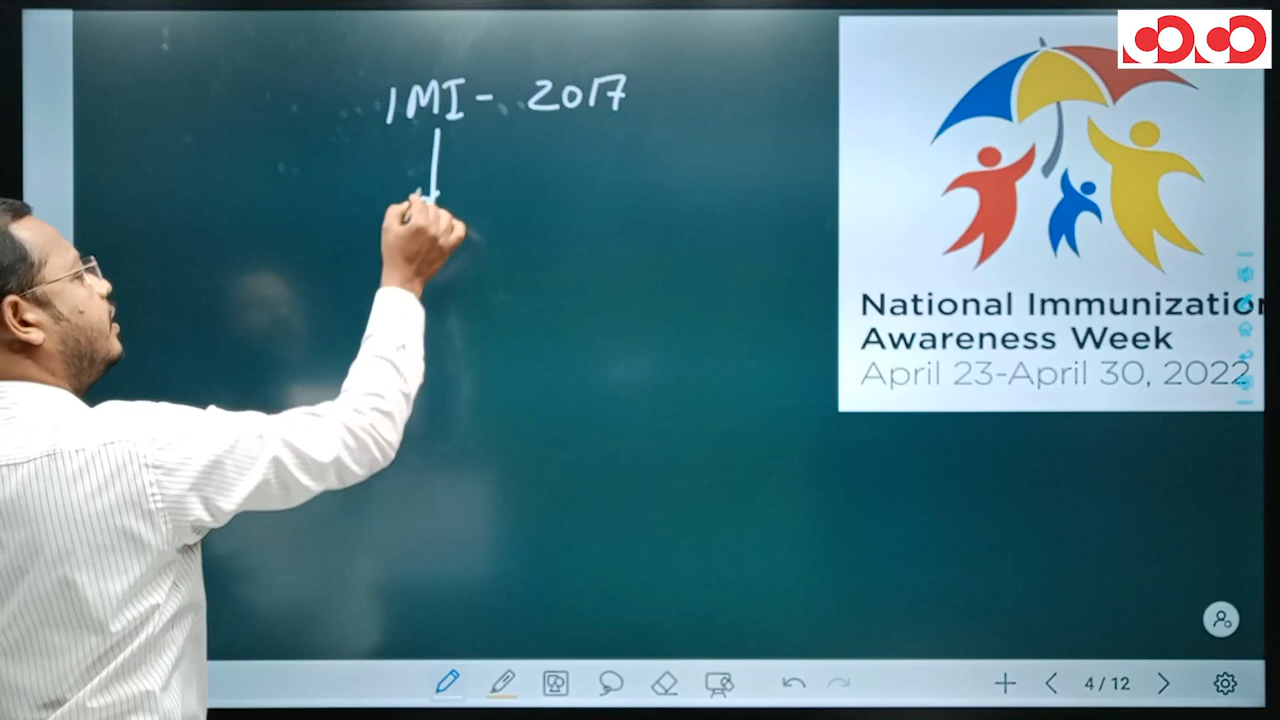 IMI - 2017
National Immunization
Awareness Week
April 23-April 30, 2022
4/12